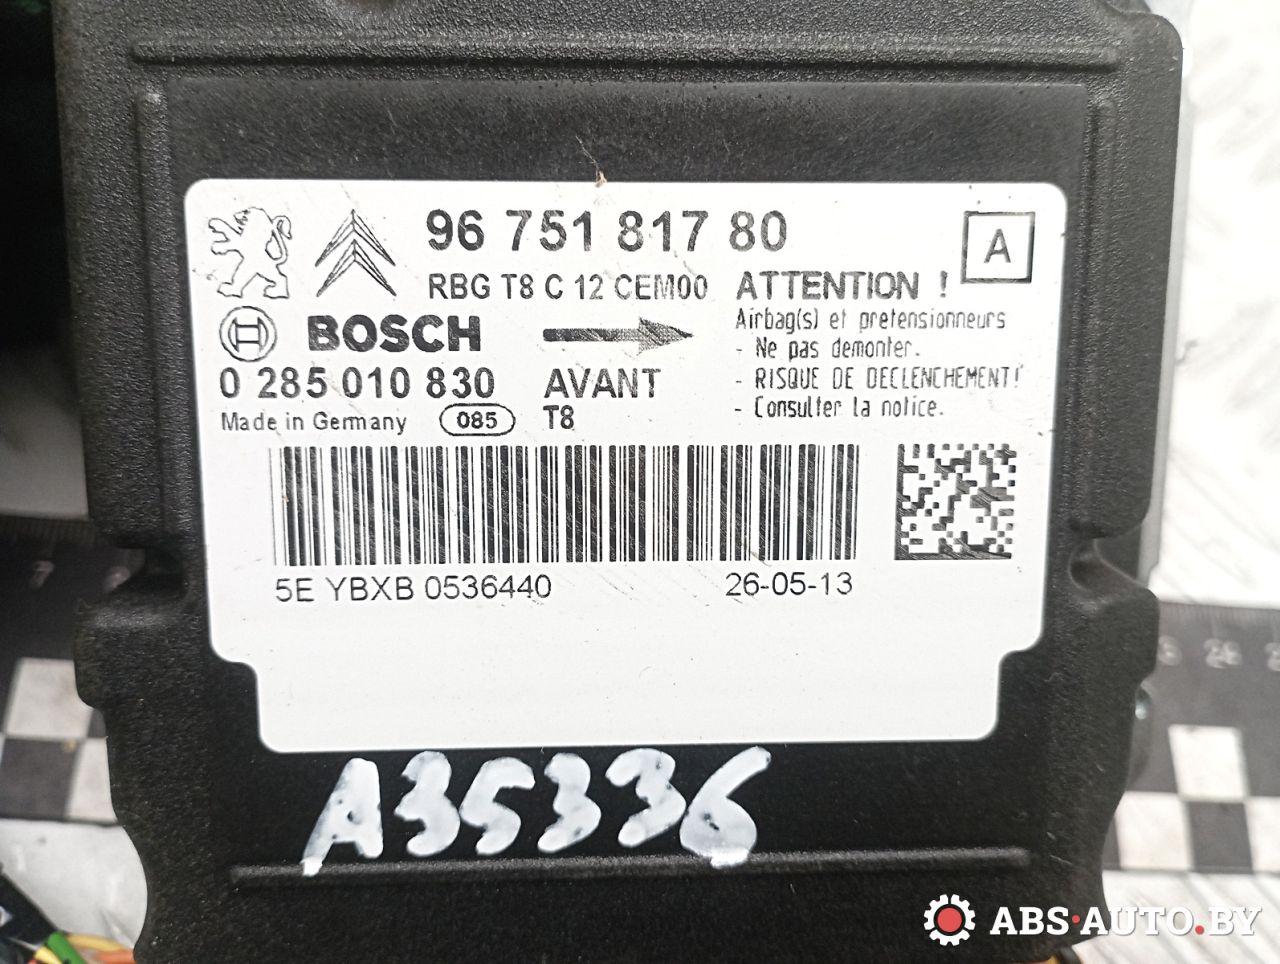 96 751 817 80
A
RBG T8 C 12 CEM00
ATTENTION !
Airbag(s) et pretensionneurs
- Ne pas demonter.
- RISQUE DE DECLENCHEMENT!
- Consulter la notice.
BOSCH
0 285 010 830
AVANT
Made in Germany
085
T8
5E YBXB 0536440
26-05-13
A35336
ABS-AUTO.BY